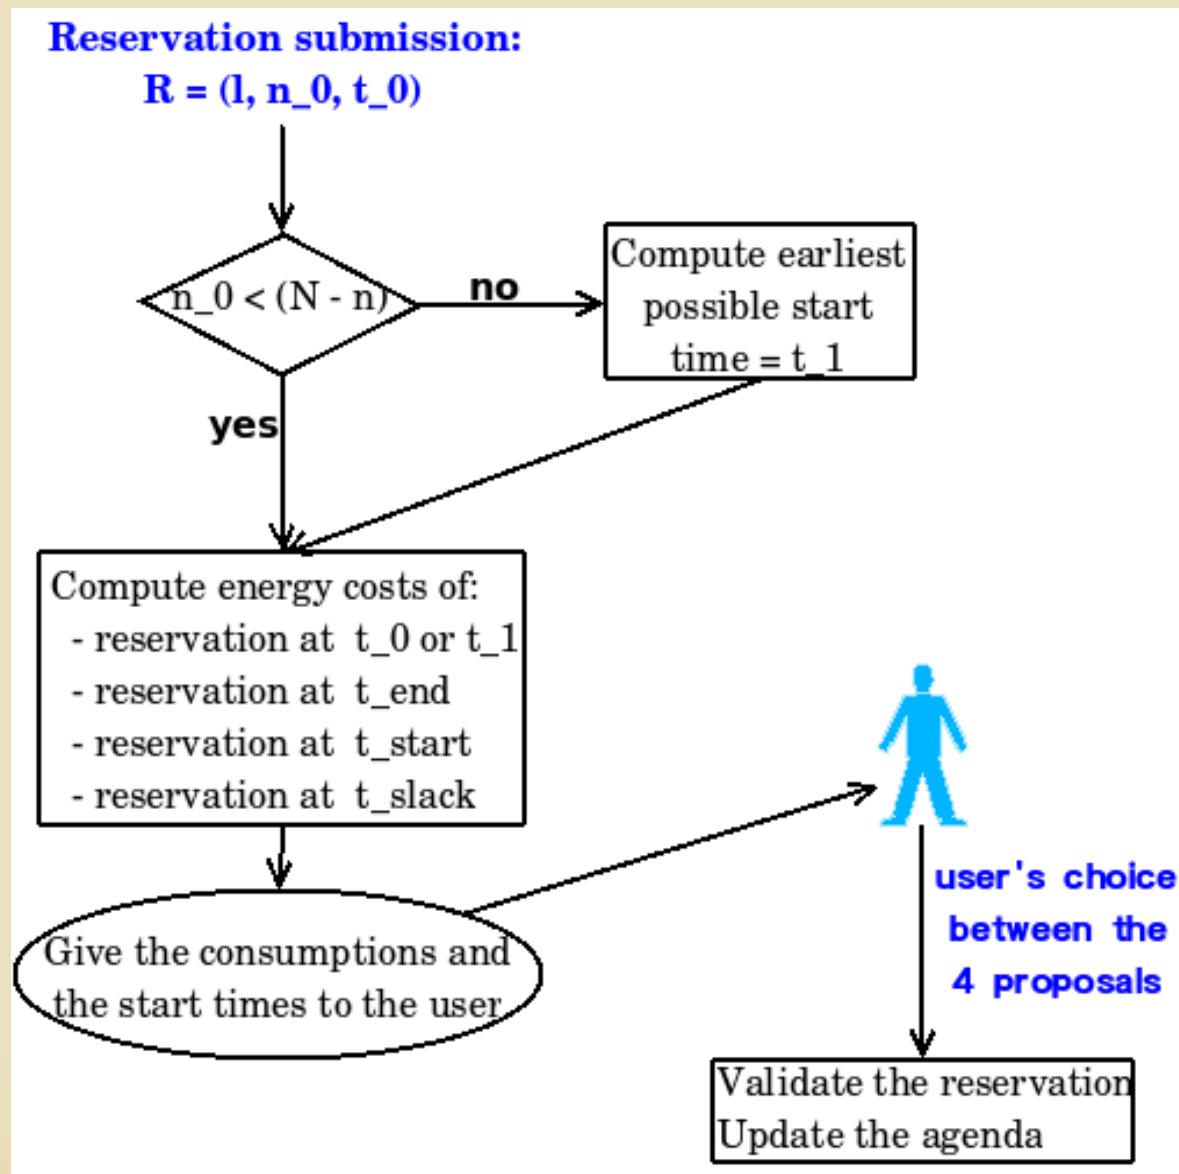 Reservation submission:
R = (l, n_0, t_0)
n_0 < (N - n)
no
Compute earliest
possible start
time = t_1
yes
Compute energy costs of:
- reservation at t_0 or t_1
- reservation at t_end
- reservation at t_start
- reservation at t_slack
Give the consumptions and
the start times to the user
user's choice
between the
4 proposals
Validate the reservation
Update the agenda